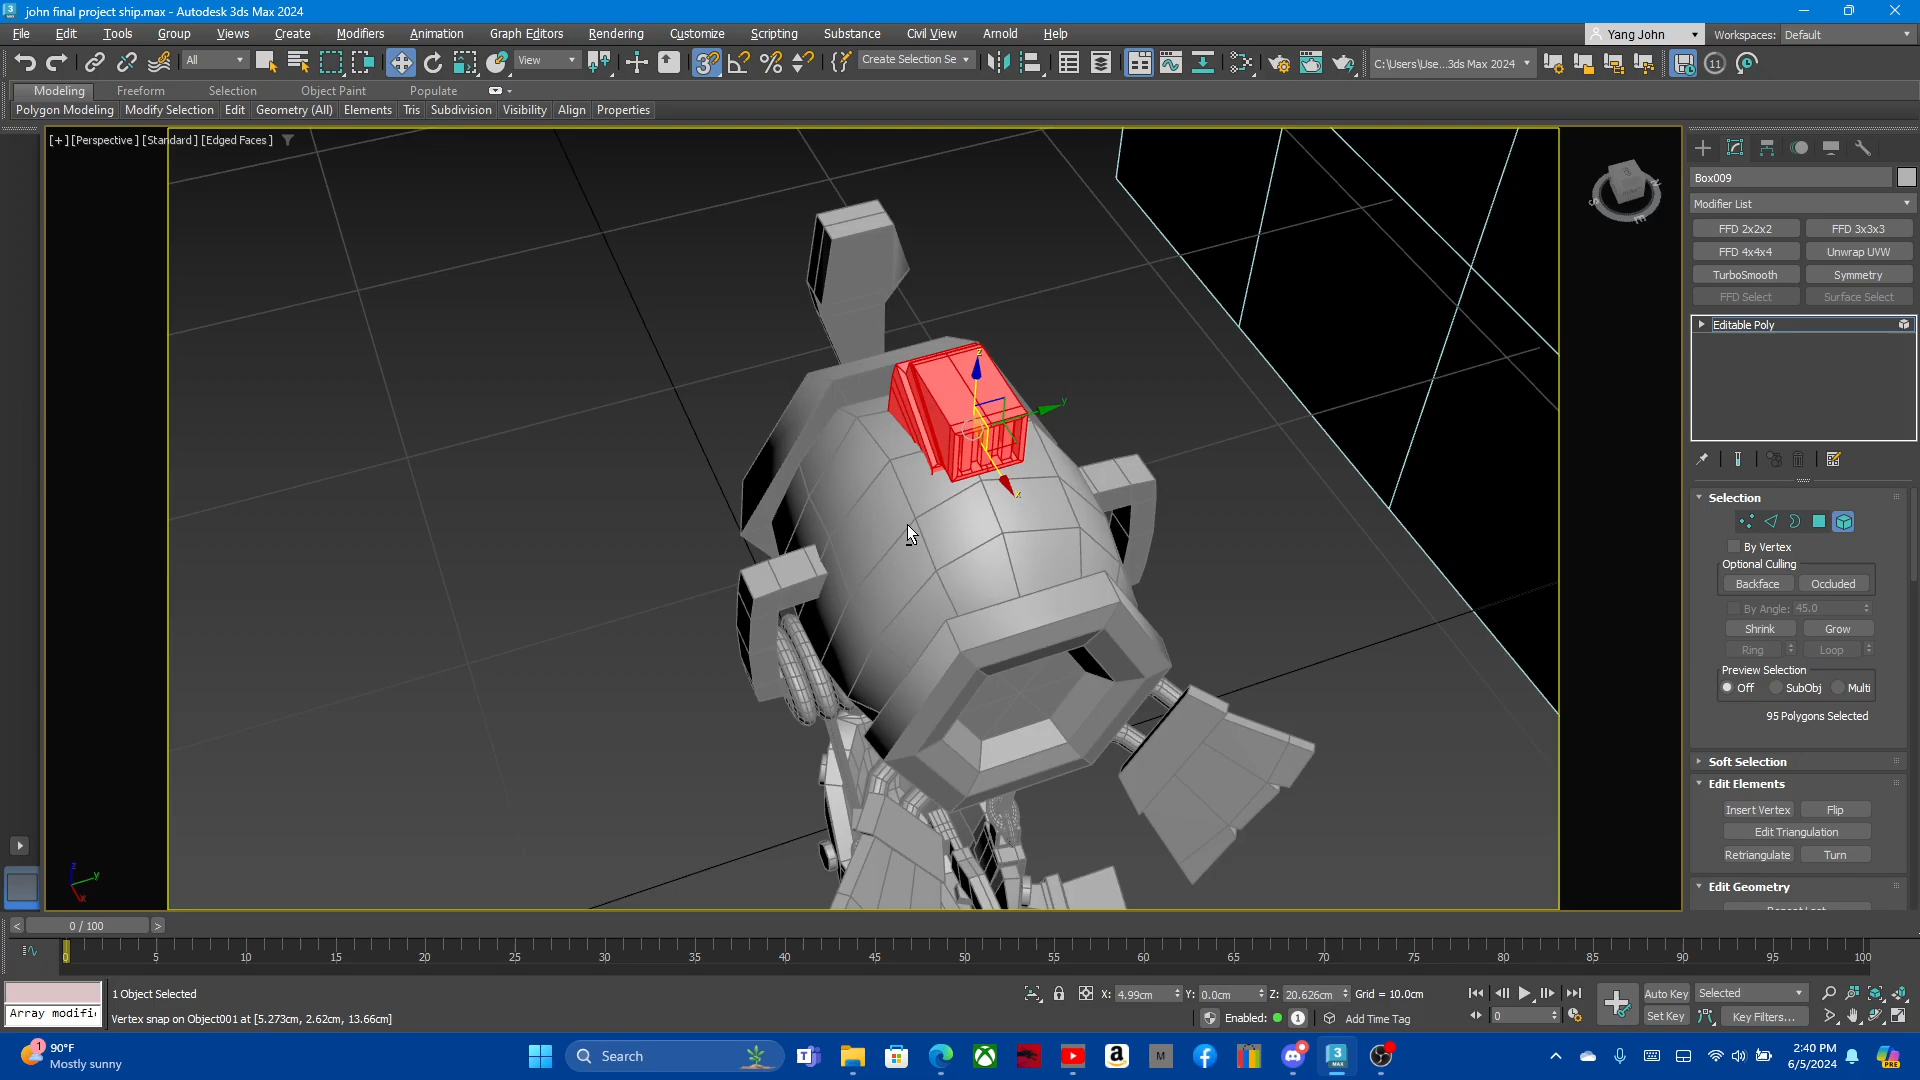 john final project ship.max - Autodesk 3ds Max 2024
File Edit Tools Group Views Create Modifiers Animation Graph Editors Rendering Customize Scripting Substance Civil View Arnold Help
Yang John Workspaces: Default
All View Create Selection Se C:\Users\Use...3ds Max 2024 11
Modeling Freeform Selection Object Paint Populate
Polygon Modeling Modify Selection Edit Geometry (All) Elements Tris Subdivision Visibility Align Properties
[+] [Perspective ] [Standard ] [Edged Faces ]
Box009
Modifier List
FFD 2x2x2 FFD 3x3x3
FFD 4x4x4 Unwrap UVW
TurboSmooth Symmetry
FFD Select Surface Select
Editable Poly
Selection
By Vertex
Optional Culling
Backface Occluded
By Angle: 45.0
Shrink Grow
Ring Loop
Preview Selection
Off SubObj Multi
95 Polygons Selected
Soft Selection
Edit Elements
Insert Vertex Flip
Edit Triangulation
Retriangulate Turn
Edit Geometry
z y x
z y x
0 / 100
0 5 10 15 20 25 30 35 40 45 50 55 60 65 70 75 80 85 90 95 100
1 Object Selected
X: 4.99cm Y: 0.0cm Z: 20.626cm Grid = 10.0cm
Auto Key Selected
Array modifi
Vertex snap on Object001 at [5.273cm, 2.62cm, 13.66cm]
Enabled: 1 Add Time Tag
0
Set Key Key Filters...
1 90°F
Mostly sunny
Search
2:40 PM
6/5/2024